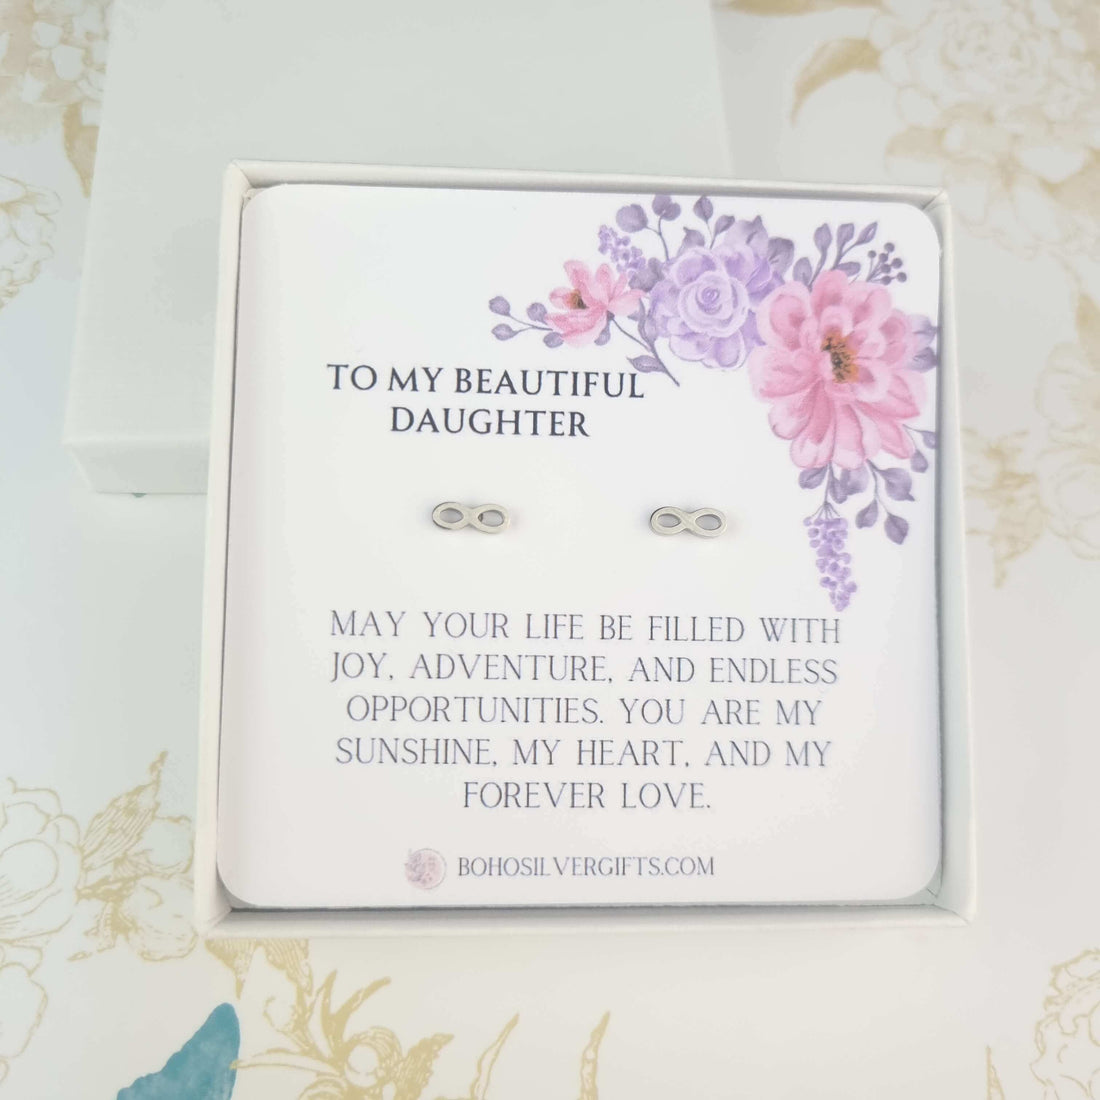 TO MY BEAUTIFUL
DAUGHTER
MAY YOUR LIFE BE FILLED WITH
JOY, ADVENTURE, AND ENDLESS
OPPORTUNITIES. YOU ARE MY
SUNSHINE, MY HEART, AND MY
FOREVER LOVE.
BOHOSILVERGIFTS.COM